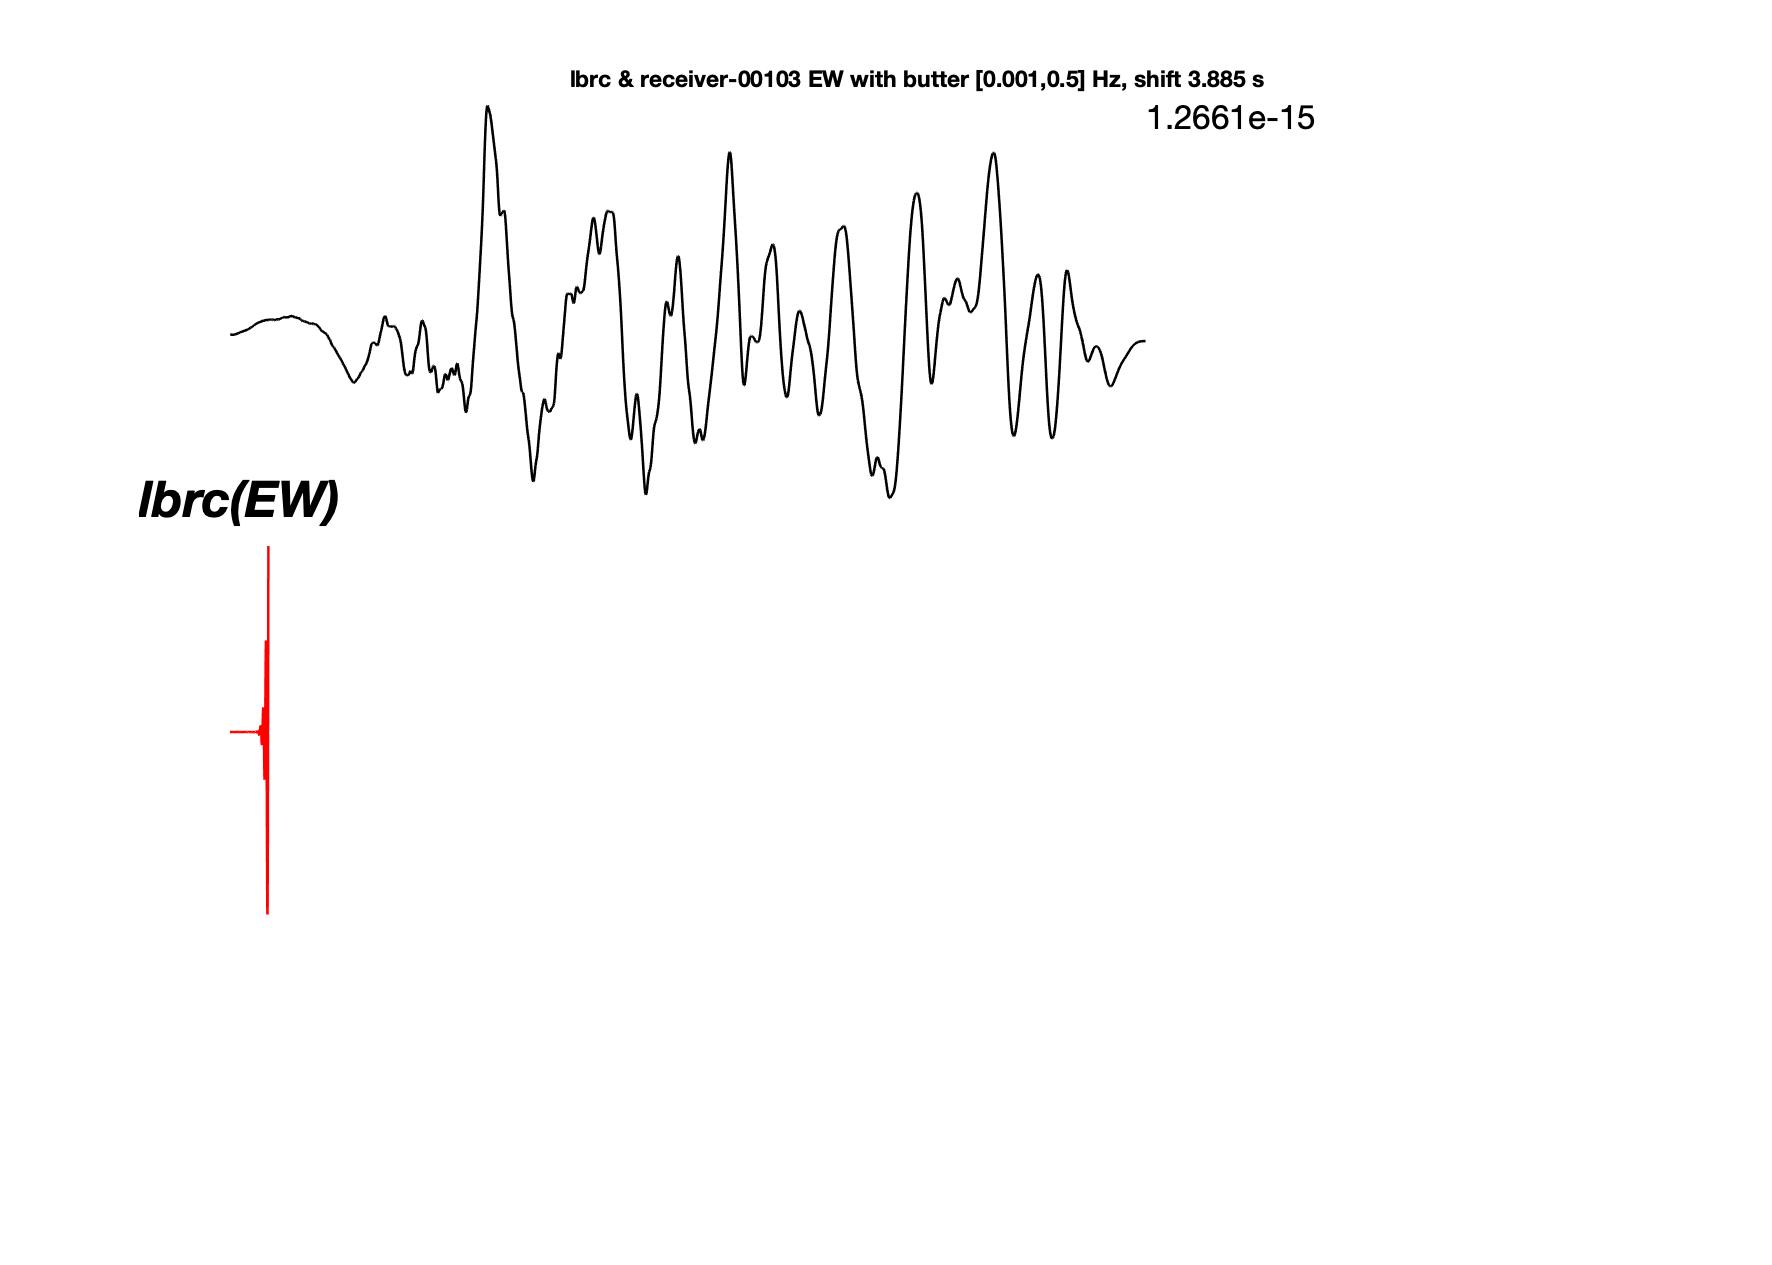 lbrc & receiver-00103 EW with butter [0.001,0.5] Hz, shift 3.885 s
1.2661e-15
lbrc(EW)